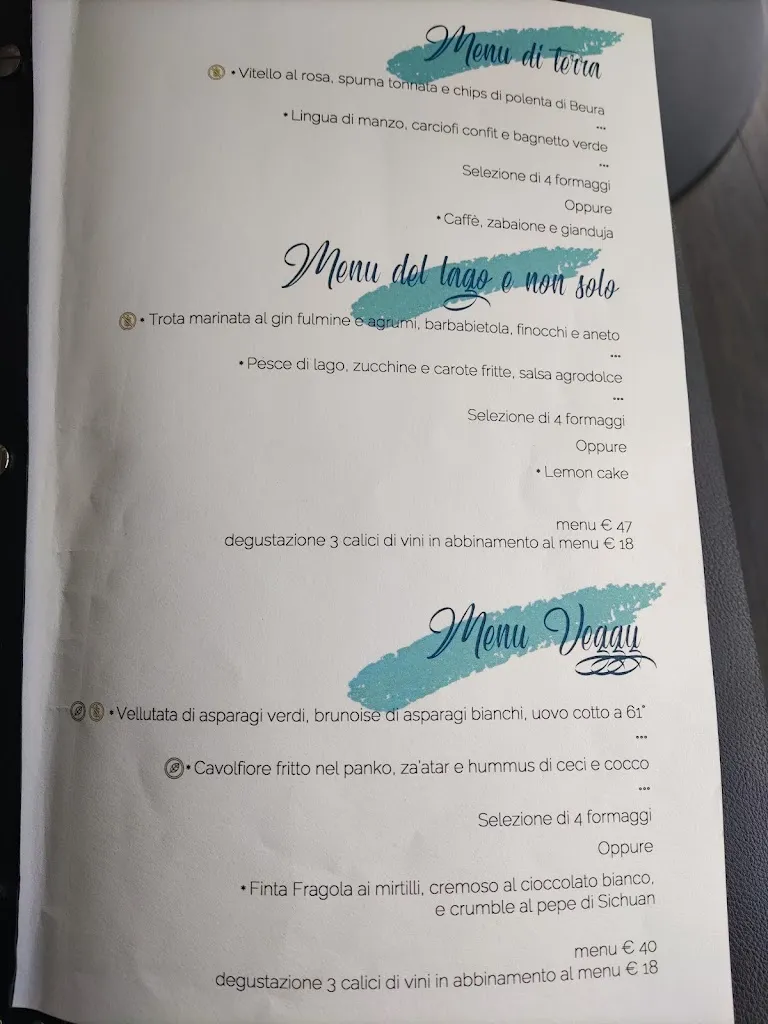 Menu di terra
• Vitello al rosa, spuma tonnata e chips di polenta di Beura
...
• Lingua di manzo, carciofi confit e bagnetto verde
...
Selezione di 4 formaggi
Oppure
• Caffè, zabaione e gianduja
Menu del lago e non solo
• Trota marinata al gin fulmine e agrumi, barbabietola, finocchi e aneto
...
• Pesce di lago, zucchine e carote fritte, salsa agrodolce
...
Selezione di 4 formaggi
Oppure
• Lemon cake
menu € 47
degustazione 3 calici di vini in abbinamento al menu € 18
Menu Veggy
• Vellutata di asparagi verdi, brunoise di asparagi bianchi, uovo cotto a 61°
...
• Cavolfiore fritto nel panko, za'atar e hummus di ceci e cocco
...
Selezione di 4 formaggi
Oppure
• Finta Fragola ai mirtilli, cremoso al cioccolato bianco,
e crumble al pepe di Sichuan
menu € 40
degustazione 3 calici di vini in abbinamento al menu € 18